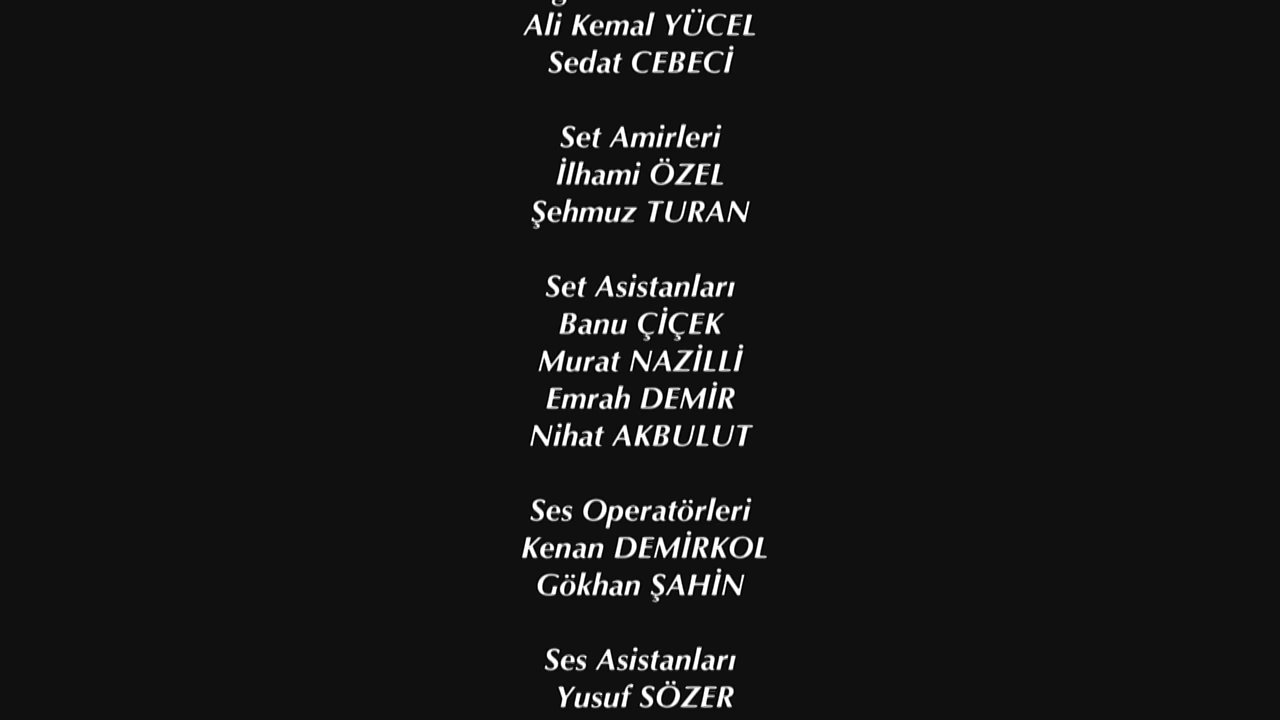 Ali Kemal YÜCEL
Sedat CEBECİ
Set Amirleri
İlhami ÖZEL
Şehmuz TURAN
Set Asistanları
Banu ÇİÇEK
Murat NAZİLLİ
Emrah DEMİR
Nihat AKBULUT
Ses Operatörleri
Kenan DEMİRKOL
Gökhan ŞAHİN
Ses Asistanları
Yusuf SÖZER